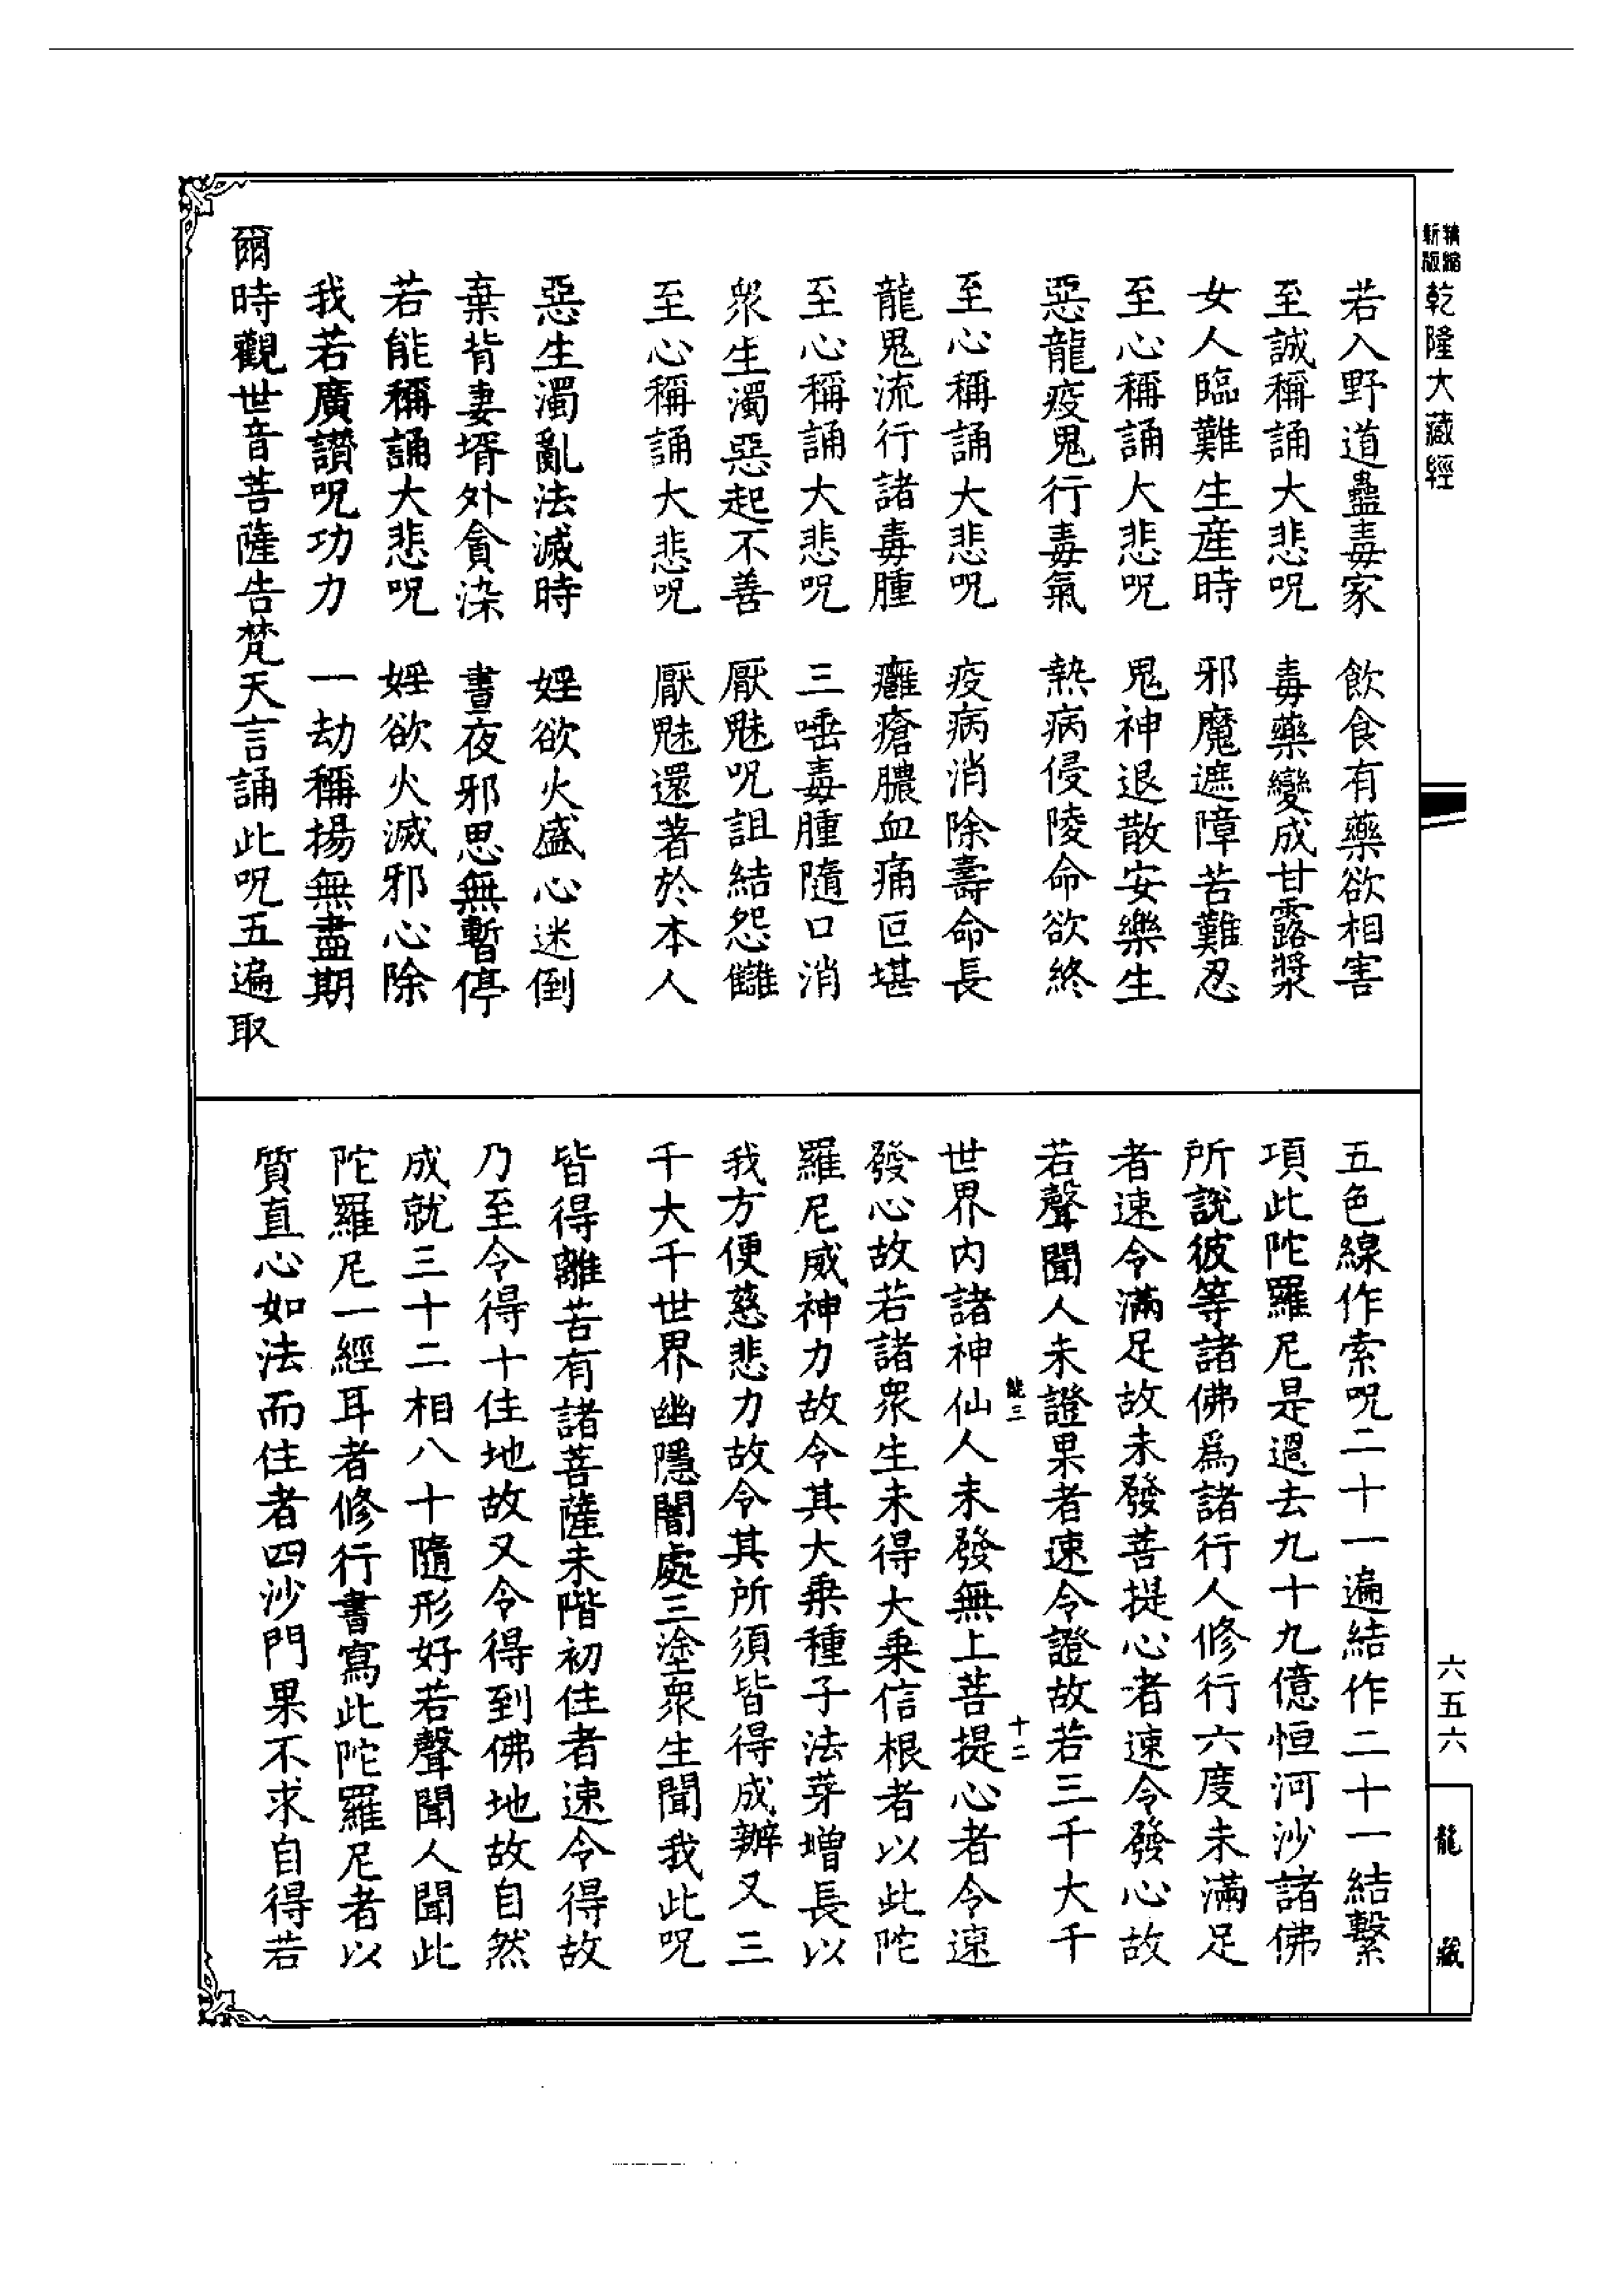 精縮
新版
乾隆大藏經
若入野道蠱毒家　飲食有藥欲相害
至誠稱誦大悲呪　毒藥變成甘露漿
女人臨難生産時　邪魔遮障苦難忍
至心稱誦大悲呪　鬼神退散安樂生
惡龍疫鬼行毒氣　熱病侵陵命欲終
至心稱誦大悲呪　疫病消除壽命長
龍鬼流行諸毒腫　癰瘡膿血痛叵堪
至心稱誦大悲呪　三唾毒腫隨口消
衆生濁惡起不善　厭魅呪詛結怨讎
至心稱誦大悲呪　厭魅還著於本人
惡生濁亂法滅時　婬欲火盛心迷倒
棄背妻壻外貪染　晝夜邪思無暫停
若能稱誦大悲呪　婬欲火滅邪心除
我若廣讃呪功力　一劫稱揚無盡期
爾時觀世音菩薩告梵天言誦此呪五遍取
五色線作索呪二十一遍結作二十一結繫
項此陀羅尼是過去九十九億恒河沙諸佛
所說彼等諸佛爲諸行人修行六度未滿足
者速令滿足故未發菩提心者速令發心故
若聲聞人未證果者速令證故若三千大千
能三
十二
世界内諸神仙人未發無上菩提心者令速
發心故若諸衆生未得大乗信根者以此陀
羅尼威神力故令其大乗種子法芽增長以
我方便慈悲力故令其所須皆得成辦又三
千大千世界幽隱闇處三塗衆生聞我此呪
皆得離苦有諸菩薩未階初住者速令得故
乃至令得十住地故又令得到佛地故自然
成就三十二相八十隨形好若聲聞人聞此
陀羅尼一經耳者修行書寫此陀羅尼者以
質直心如法而住者四沙門果不求自得若
六五六
龍藏